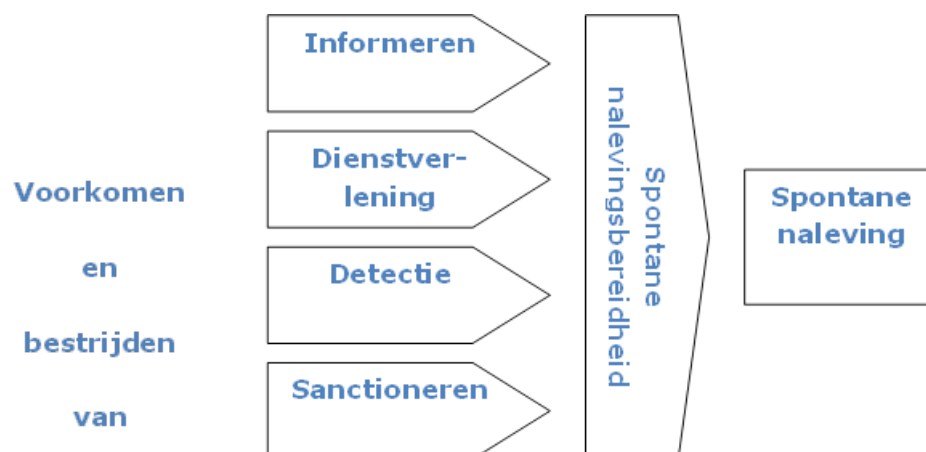 Voorkomen
en
bestrijden
van
Informeren
Dienstver-
lening
Detectie
Sanctioneren
Spontane
nalevingsbereidheid
Spontane
naleving